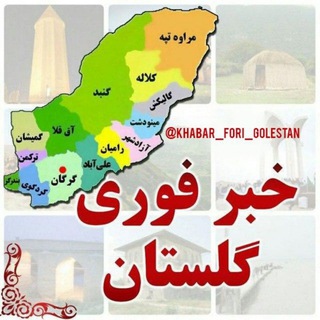 مراوه تپه
کلاله
گنبد
گالیکش
مینودشت
آق قلا
گمیشان
آزادشهر
رامیان
ترکمن
علی‌آباد
بندرگز
کردکوی
گرگان
@KHABAR_FORI_GOLESTAN
خبر فوری
گلستان